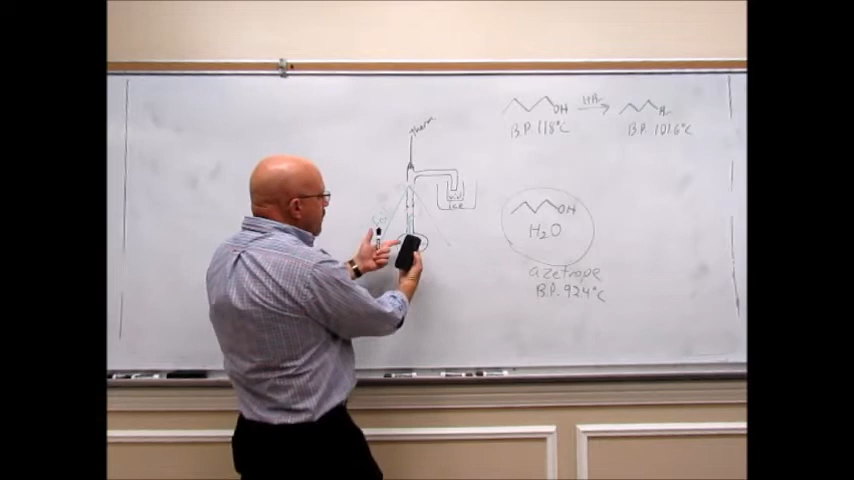 Therm
OH HBr Br
B.P. 118°C B.P. 101.6°C
ice
OH
H2O
azetrope
B.P. 92.4°C